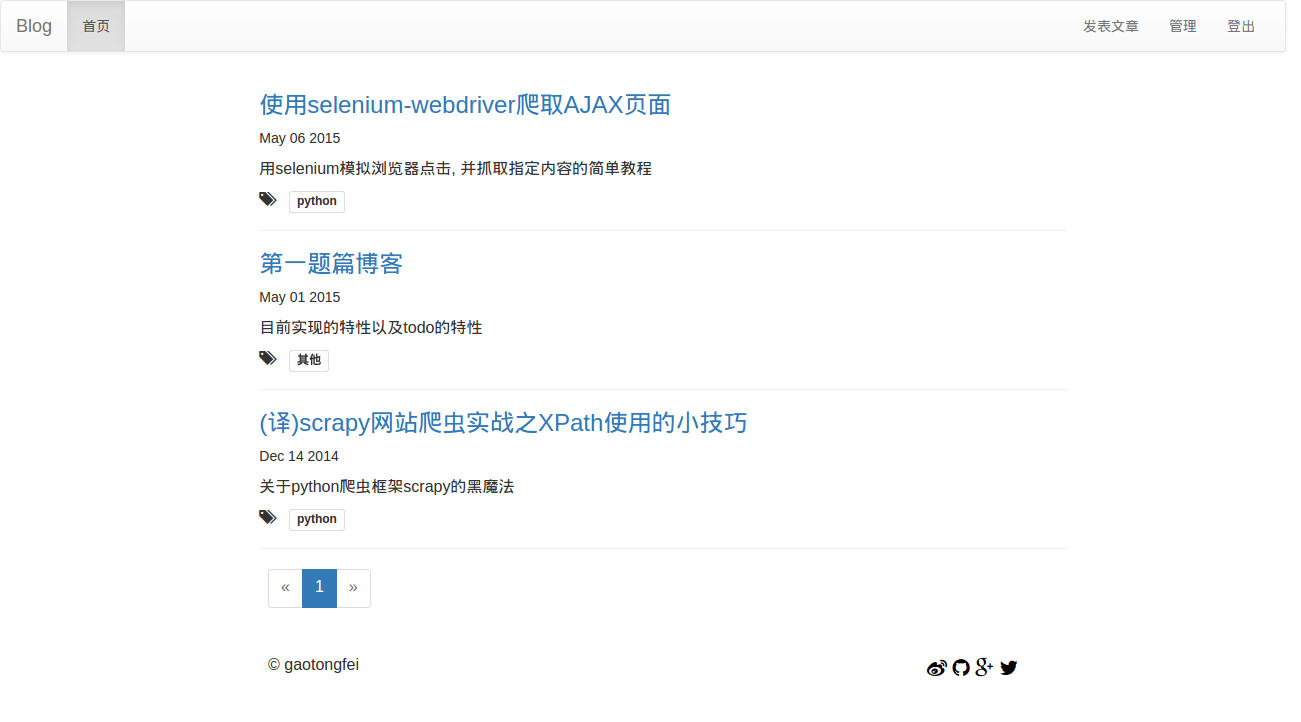 Blog 首页 发表文章 管理 登出
使用selenium-webdriver爬取AJAX页面
May 06 2015
用selenium模拟浏览器点击, 并抓取指定内容的简单教程
python
第一题篇博客
May 01 2015
目前实现的特性以及todo的特性
其他
(译)scrapy网站爬虫实战之XPath使用的小技巧
Dec 14 2014
关于python爬虫框架scrapy的黑魔法
python
« 1 »
© gaotongfei